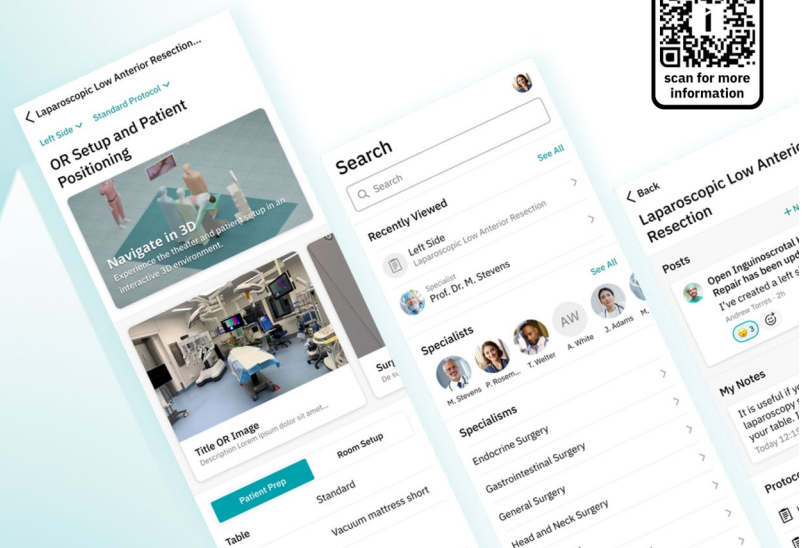 scan for more
information
Laparoscopic Low Anterior Resection...
Left Side
Standard Protocol
OR Setup and Patient
Positioning
Navigate in 3D
Experience the theater and patient setup in an
interactive 3D environment.
Title OR Image
Description Lorem ipsum dolor sit amet...
Patient Prep
Room Setup
Table
Standard
Vacuum mattress short
Search
Search
Recently Viewed
See All
Left Side
Laparoscopic Low Anterior Resection
Specialist
Prof. Dr. M. Stevens
Specialists
See All
AW
M. Stevens
P. Rosem...
T. Welter
A. White
J. Adams
M.
Specialisms
Endocrine Surgery
Gastrointestinal Surgery
General Surgery
Head and Neck Surgery
Back
Laparoscopic Low Anterio
Resection
Posts
+ N
Open Inguinoscrotal
Repair has been upd
I've created a left s
Andrew Torres · 2h
3
My Notes
It is useful if y
laparoscopy
your table. I
Today 12:15
Protoco